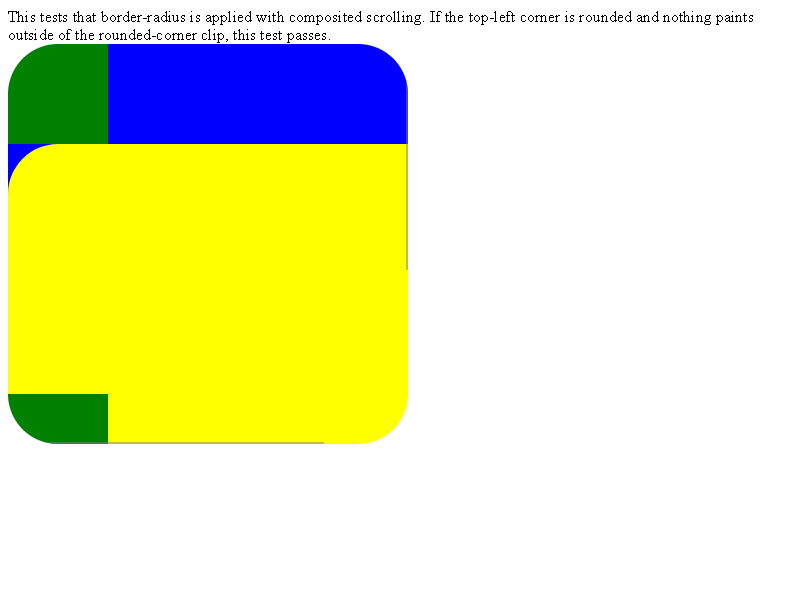 This tests that border-radius is applied with composited scrolling. If the top-left corner is rounded and nothing paints
outside of the rounded-corner clip, this test passes.